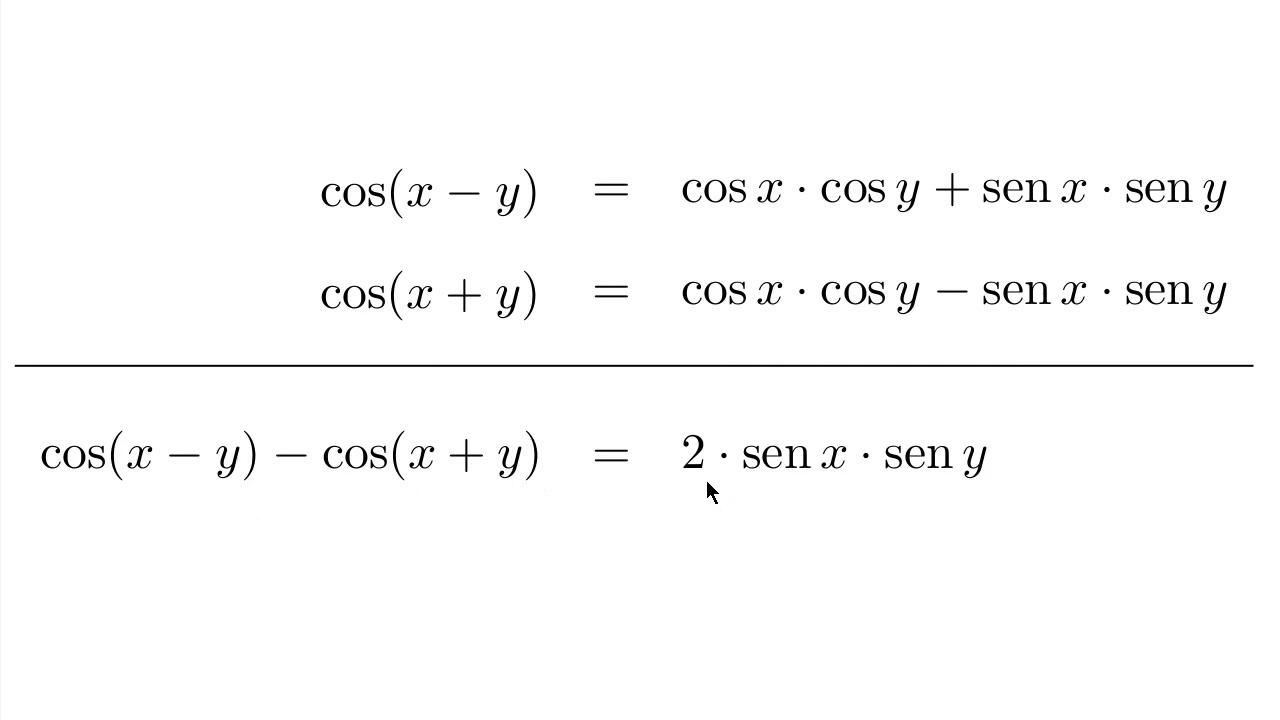 cos(x − y) = cos x · cos y + sen x · sen y
cos(x + y) = cos x · cos y − sen x · sen y
cos(x − y) − cos(x + y) = 2 · sen x · sen y